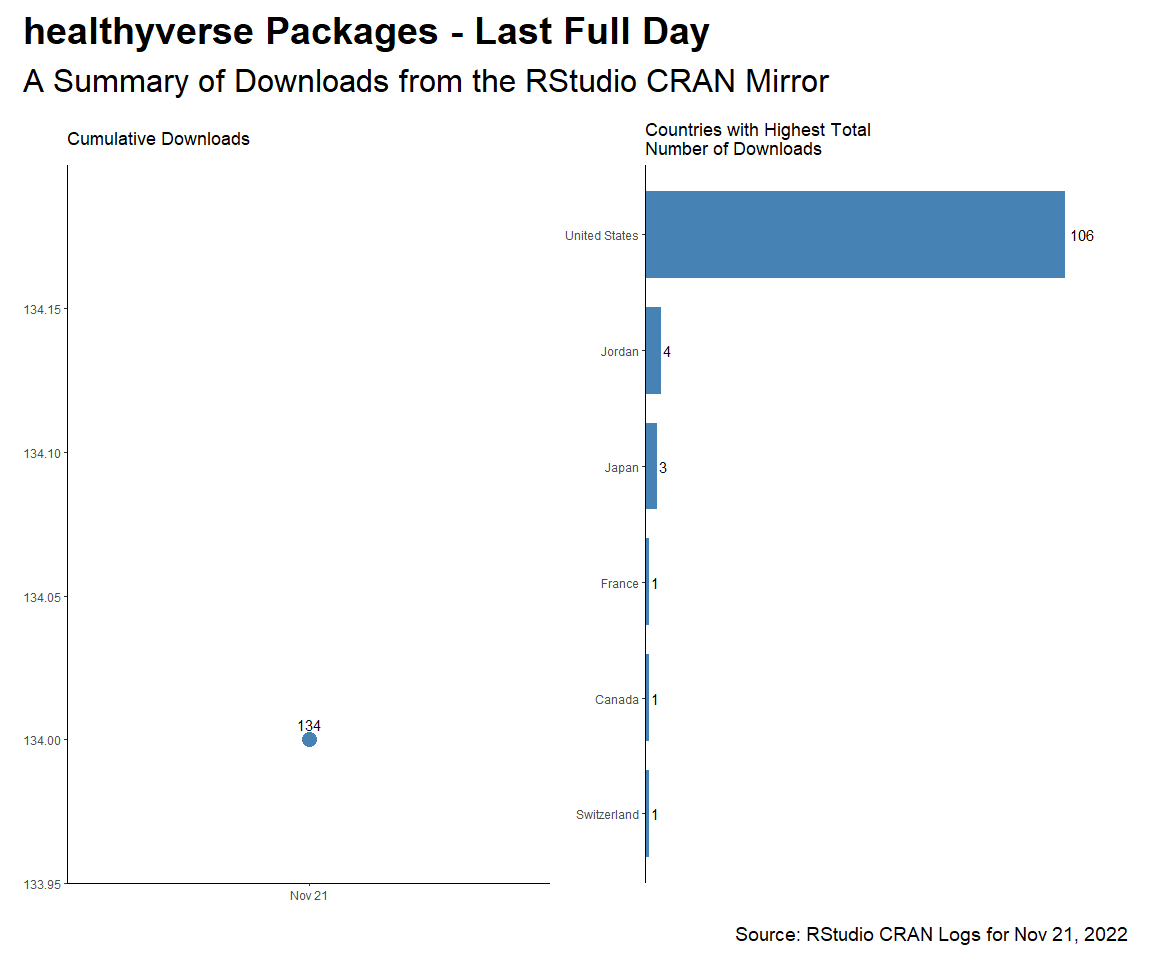 healthyverse Packages - Last Full Day
A Summary of Downloads from the RStudio CRAN Mirror
Cumulative Downloads
134.15
134.10
134.05
134.00
133.95
134
Nov 21
Countries with Highest Total
Number of Downloads
United States 106
Jordan 4
Japan 3
France 1
Canada 1
Switzerland 1
Source: RStudio CRAN Logs for Nov 21, 2022